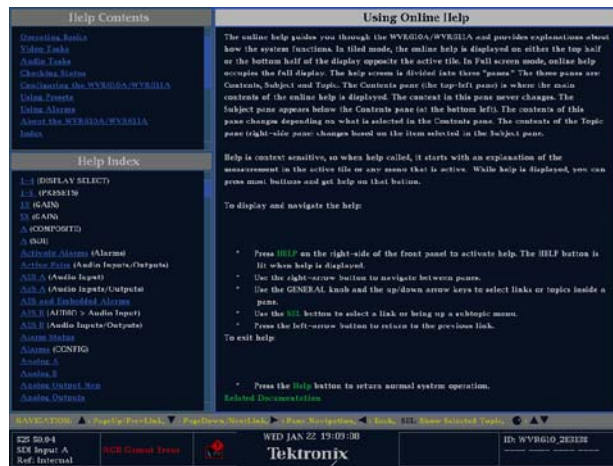 Help Contents
Operating Basics
Video Tasks
Audio Tasks
Checking Status
Configuring the WVR610A/WVR611A
Using Presets
Using Alarms
About the WVR610A/WVR611A
Index
Help Index
1-4 (DISPLAY SELECT)
1-5 (PRESETS)
(GAIN)
(GAIN)
A (COMPOSITE)
A (SDI)
Activate Alarms (Alarms)
(Audio Inputs/Outputs)
AES A (Audio Input)
AES A (Audio Inputs/Outputs)
AES and Embedded Alarms
AES B (AUDIO > Audio Input)
AES B (Audio Inputs/Outputs)
Alarm Status
Alarms (CONFIG)
Analog A
Analog B
Analog Output Map
Analog Outputs
Using Online Help
The online help guides you through the WVR610A/WVR611A and provides explanations about
how the system functions. In tiled mode, the online help is displayed on either the top half
or the bottom half of the display opposite the active tile. In Full screen mode, online help
occupies the full display. The help screen is divided into three "panes." The three panes are:
Contents, Subject and Topic. The Contents pane (the top-left pane) is where the main
contents of the online help is displayed. The content in this pane never changes. The
Subject pane appears below the Contents pane (at the bottom left). The contents of this
pane changes depending on what is selected in the Contents pane. The contents of the Topic
pane (right-side pane) changes based on the item selected in the Subject pane.
Help is context sensitive, so when help called, it starts with an explanation of the
measurement in the active tile or any menu that is active. While help is displayed, you can
press most buttons and get help on that button.
To display and navigate the help:
* Press HELP on the right-side of the front panel to activate help. The HELP button is
lit when help is displayed.
* Use the right-arrow button to navigate between panes.
* Use the GENERAL knob and the up/down arrow keys to select links or topics inside a
pane.
* Use the SEL button to select a link or bring up a subtopic menu.
* Press the left-arrow button to return to the previous link.
To exit help:
* Press the Help button to return normal system operation.
Related Documentation
NAVIGATION: ▲: PageUp/PrevLink, ▼: PageDown/NextLink, ▶: Pane Navigation, ◀: Back, SEL: Show Selected Topic, : ▲▼
525 59.94
SDI Input A
Ref: Internal
RGB Gamut Error
WED JAN 22 19:03:08
Tektronix
ID: WVR610_2E3138